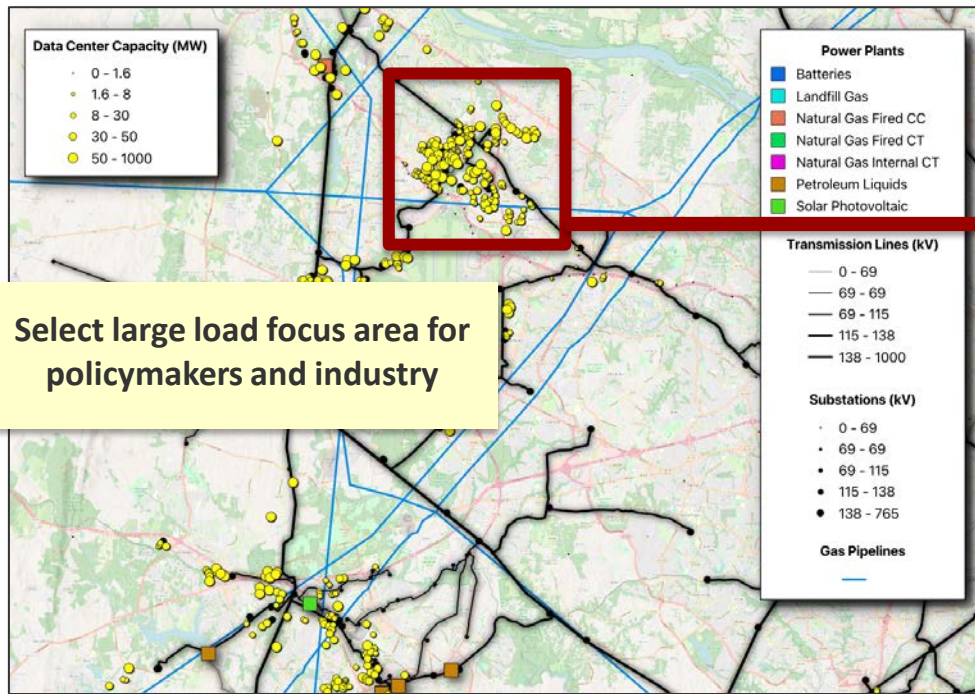 Data Center Capacity (MW)
0 - 1.6
1.6 - 8
8 - 30
30 - 50
50 - 1000
Power Plants
Batteries
Landfill Gas
Natural Gas Fired CC
Natural Gas Fired CT
Natural Gas Internal CT
Petroleum Liquids
Solar Photovoltaic
Transmission Lines (kV)
0 - 69
69 - 69
69 - 115
115 - 138
138 - 1000
Select large load focus area for
policymakers and industry
Substations (kV)
0 - 69
69 - 69
69 - 115
115 - 138
138 - 765
Gas Pipelines